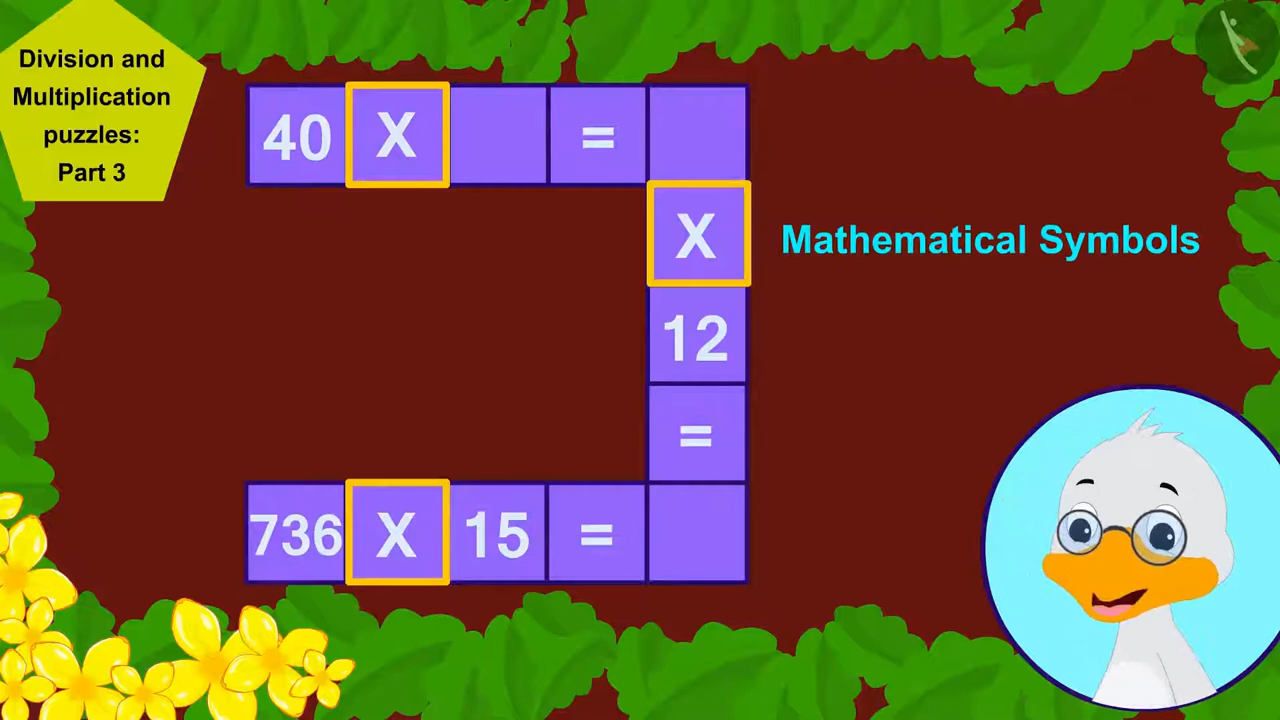 Division and
Multiplication
puzzles:
Part 3
40 X =
X
Mathematical Symbols
12
=
736 X 15 =